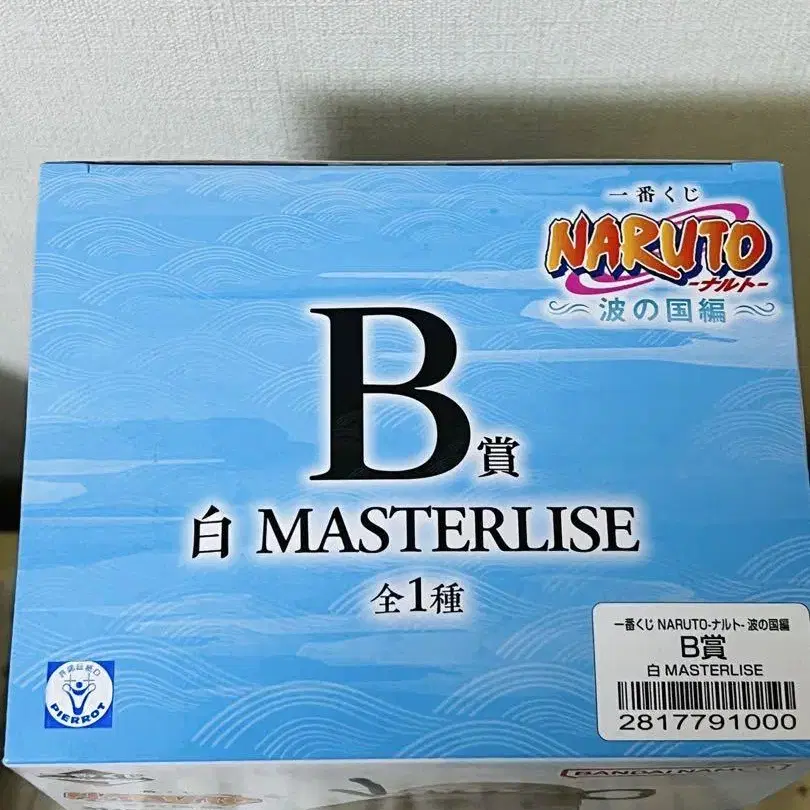 一番くじ
NARUTO
-ナルト-
波の国編
B賞
白 MASTERLISE
全1種
一番くじ NARUTO-ナルト- 波の国編
B賞
白 MASTERLISE
2817791000
PIERROT